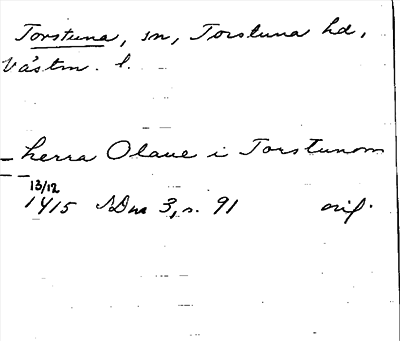 Torstuna, sn, Torstuna hd,
Västm. l.
herra Olaue i Torstunom
13/12
1415 SDns 3, s. 91 orig.